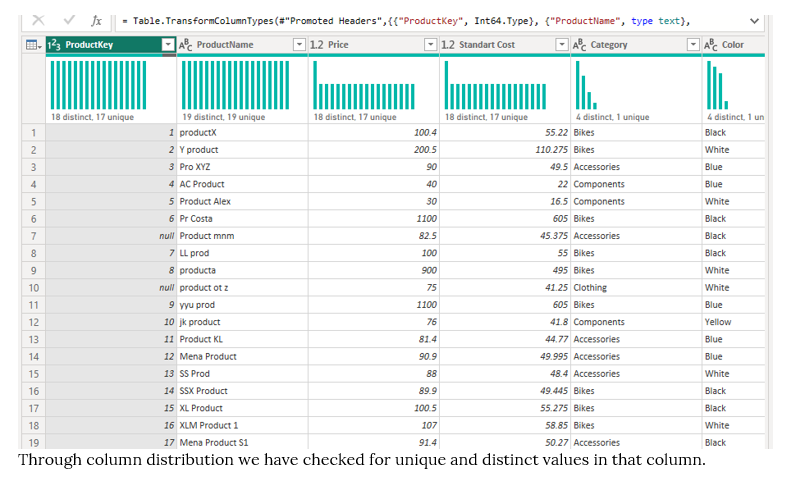 fx = Table.TransformColumnTypes(#"Promoted Headers",{{"ProductKey", Int64.Type}, {"ProductName", type text},
1²3 ProductKey ABC ProductName 1.2 Price 1.2 Standart Cost ABC Category ABC Color
18 distinct, 17 unique 19 distinct, 19 unique 18 distinct, 17 unique 18 distinct, 17 unique 4 distinct, 1 unique 4 distinct, 1 un
1 1 productX 100.4 55.22 Bikes Black
2 2 Y product 200.5 110.275 Bikes White
3 3 Pro XYZ 90 49.5 Accessories Blue
4 4 AC Product 40 22 Components Blue
5 5 Product Alex 30 16.5 Components White
6 6 Pr Costa 1100 605 Bikes Black
7 null Product mnm 82.5 45.375 Accessories Black
8 7 LL prod 100 55 Bikes Black
9 8 producta 900 495 Bikes White
10 null product ot z 75 41.25 Clothing White
11 9 yyu prod 1100 605 Bikes Blue
12 10 jk product 76 41.8 Components Yellow
13 11 Product KL 81.4 44.77 Accessories Blue
14 12 Mena Product 90.9 49.995 Accessories Blue
15 13 SS Prod 88 48.4 Accessories White
16 14 SSX Product 89.9 49.445 Bikes Black
17 15 XL Product 100.5 55.275 Bikes Black
18 16 XLM Product 1 107 58.85 Bikes White
19 17 Mena Product S1 91.4 50.27 Accessories Black
Through column distribution we have checked for unique and distinct values in that column.